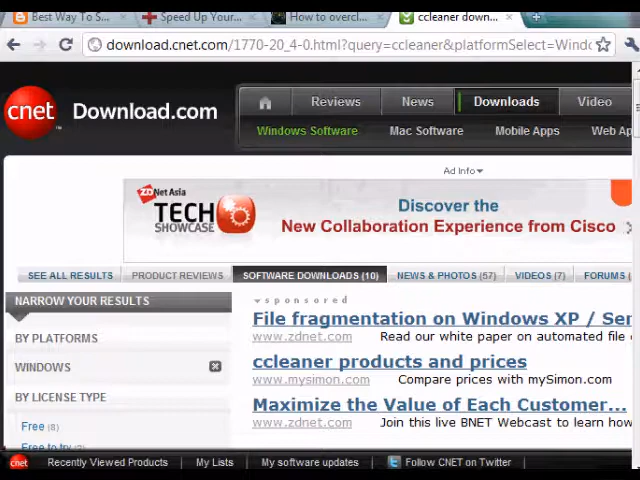 Best Way To S...
Speed Up Your...
How to overcl...
ccleaner down...
download.cnet.com/1770-20_4-0.html?query=ccleaner&platformSelect=Windo
cnet Download.com
Reviews
News
Downloads
Video
Windows Software
Mac Software
Mobile Apps
Web Ap
Ad Info
ZDNet Asia
TECH
SHOWCASE
Discover the
New Collaboration Experience from Cisco
SEE ALL RESULTS
PRODUCT REVIEWS
SOFTWARE DOWNLOADS (10)
NEWS & PHOTOS (57)
VIDEOS (7)
FORUMS
NARROW YOUR RESULTS
BY PLATFORMS
WINDOWS
BY LICENSE TYPE
Free (8)
Free to try
sponsored
File fragmentation on Windows XP / Ser
www.zdnet.com Read our white paper on automated file
ccleaner products and prices
www.mysimon.com Compare prices with mySimon.com
Maximize the Value of Each Customer...
www.zdnet.com Join this live BNET Webcast to learn how
cnet
Recently Viewed Products
My Lists
My software updates
Follow CNET on Twitter